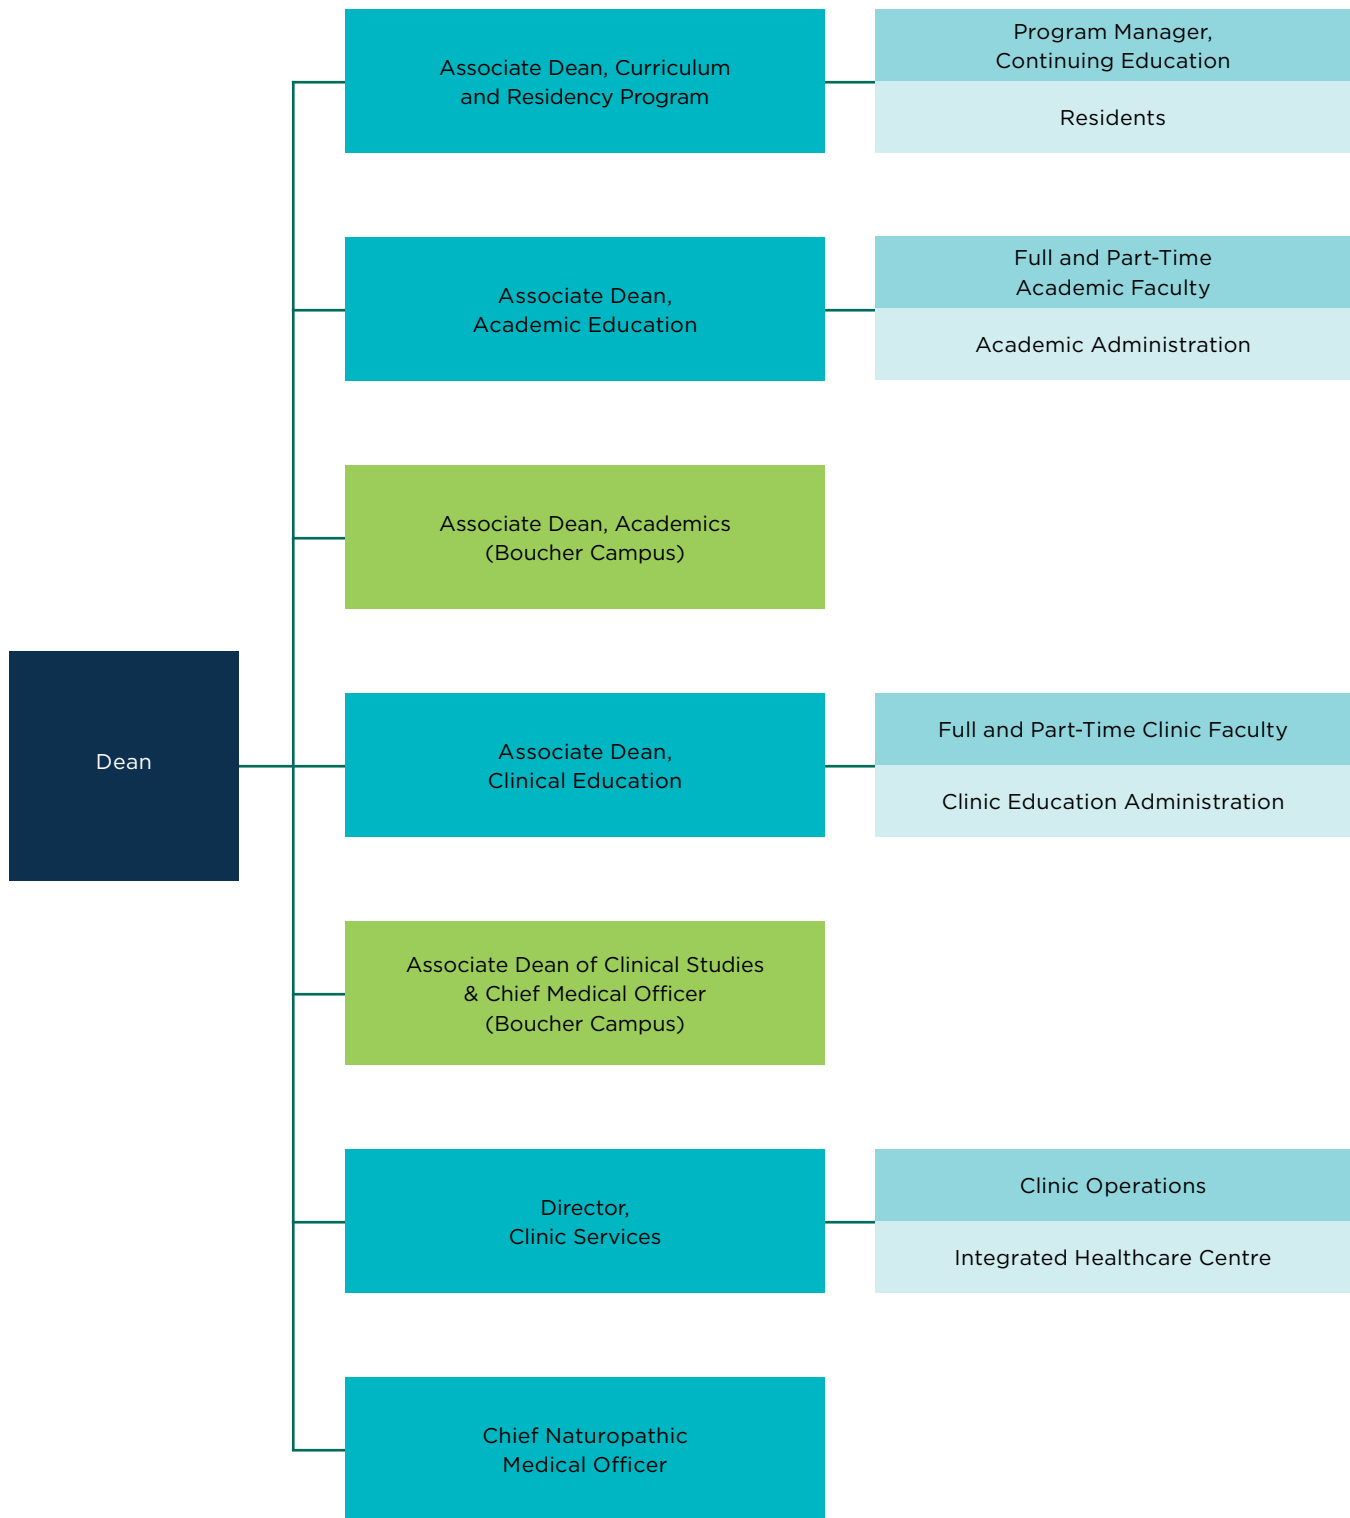 Associate Dean, Curriculum
and Residency Program
Program Manager,
Continuing Education
Residents
Associate Dean,
Academic Education
Full and Part-Time
Academic Faculty
Academic Administration
Associate Dean, Academics
(Boucher Campus)
Dean
Associate Dean,
Clinical Education
Full and Part-Time Clinic Faculty
Clinic Education Administration
Associate Dean of Clinical Studies
& Chief Medical Officer
(Boucher Campus)
Director,
Clinic Services
Clinic Operations
Integrated Healthcare Centre
Chief Naturopathic
Medical Officer